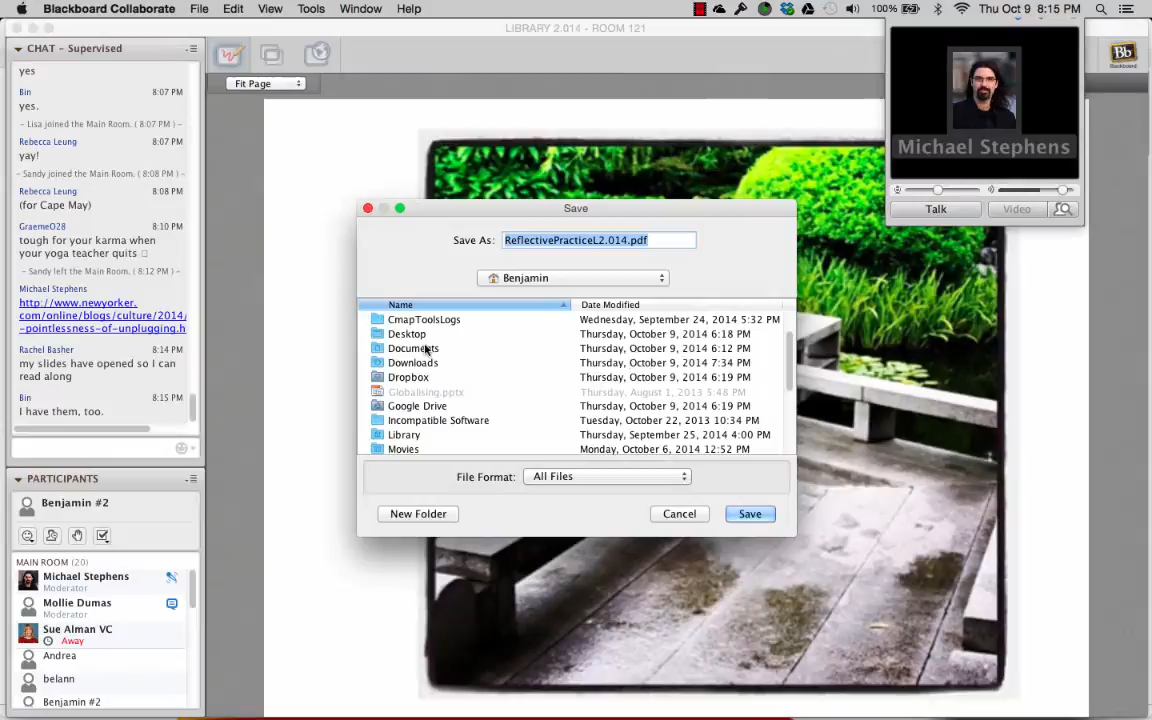 Blackboard Collaborate File Edit View Tools Window Help 100% Thu Oct 9 8:15 PM
LIBRARY 2.014 - ROOM 121
CHAT - Supervised
yes
Bin 8:07 PM
yes.
- Lisa joined the Main Room. ( 8:07 PM ) -
Rebecca Leung 8:07 PM
yay!
- Sandy joined the Main Room. ( 8:08 PM ) -
Rebecca Leung 8:08 PM
(for Cape May)
GraemeO28 8:10 PM
tough for your karma when
your yoga teacher quits
- Sandy left the Main Room. ( 8:12 PM ) -
Michael Stephens
http://www.newyorker.
com/online/blogs/culture/2014/
-pointlessness-of-unplugging.h
Rachel Basher 8:14 PM
my slides have opened so I can
read along
Bin 8:15 PM
I have them, too.
PARTICIPANTS
Benjamin #2
MAIN ROOM (20)
Michael Stephens
Moderator
Mollie Dumas
Moderator
Sue Alman VC
Away
Andrea
belann
Benjamin #2
Fit Page
Save
Save As: ReflectivePracticeL2.014.pdf
Benjamin
Name Date Modified
CmapToolsLogs Wednesday, September 24, 2014 5:32 PM
Desktop Thursday, October 9, 2014 6:18 PM
Documents Thursday, October 9, 2014 6:12 PM
Downloads Thursday, October 9, 2014 7:34 PM
Dropbox Thursday, October 9, 2014 6:19 PM
Globalising.pptx Thursday, August 1, 2013 5:48 PM
Google Drive Thursday, October 9, 2014 6:19 PM
Incompatible Software Tuesday, October 22, 2013 10:34 PM
Library Thursday, September 25, 2014 4:00 PM
Movies Monday, October 6, 2014 12:52 PM
File Format: All Files
New Folder Cancel Save
Michael Stephens
Talk Video
Bb
Blackboard